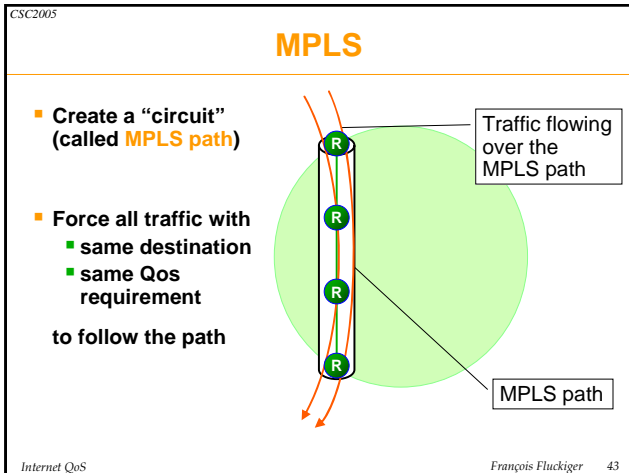 CSC2005
MPLS
Create a “circuit”
(called MPLS path)
Force all traffic with
same destination
same Qos
requirement
to follow the path
R
R
R
R
Traffic flowing
over the
MPLS path
MPLS path
Internet QoS
François Fluckiger 43